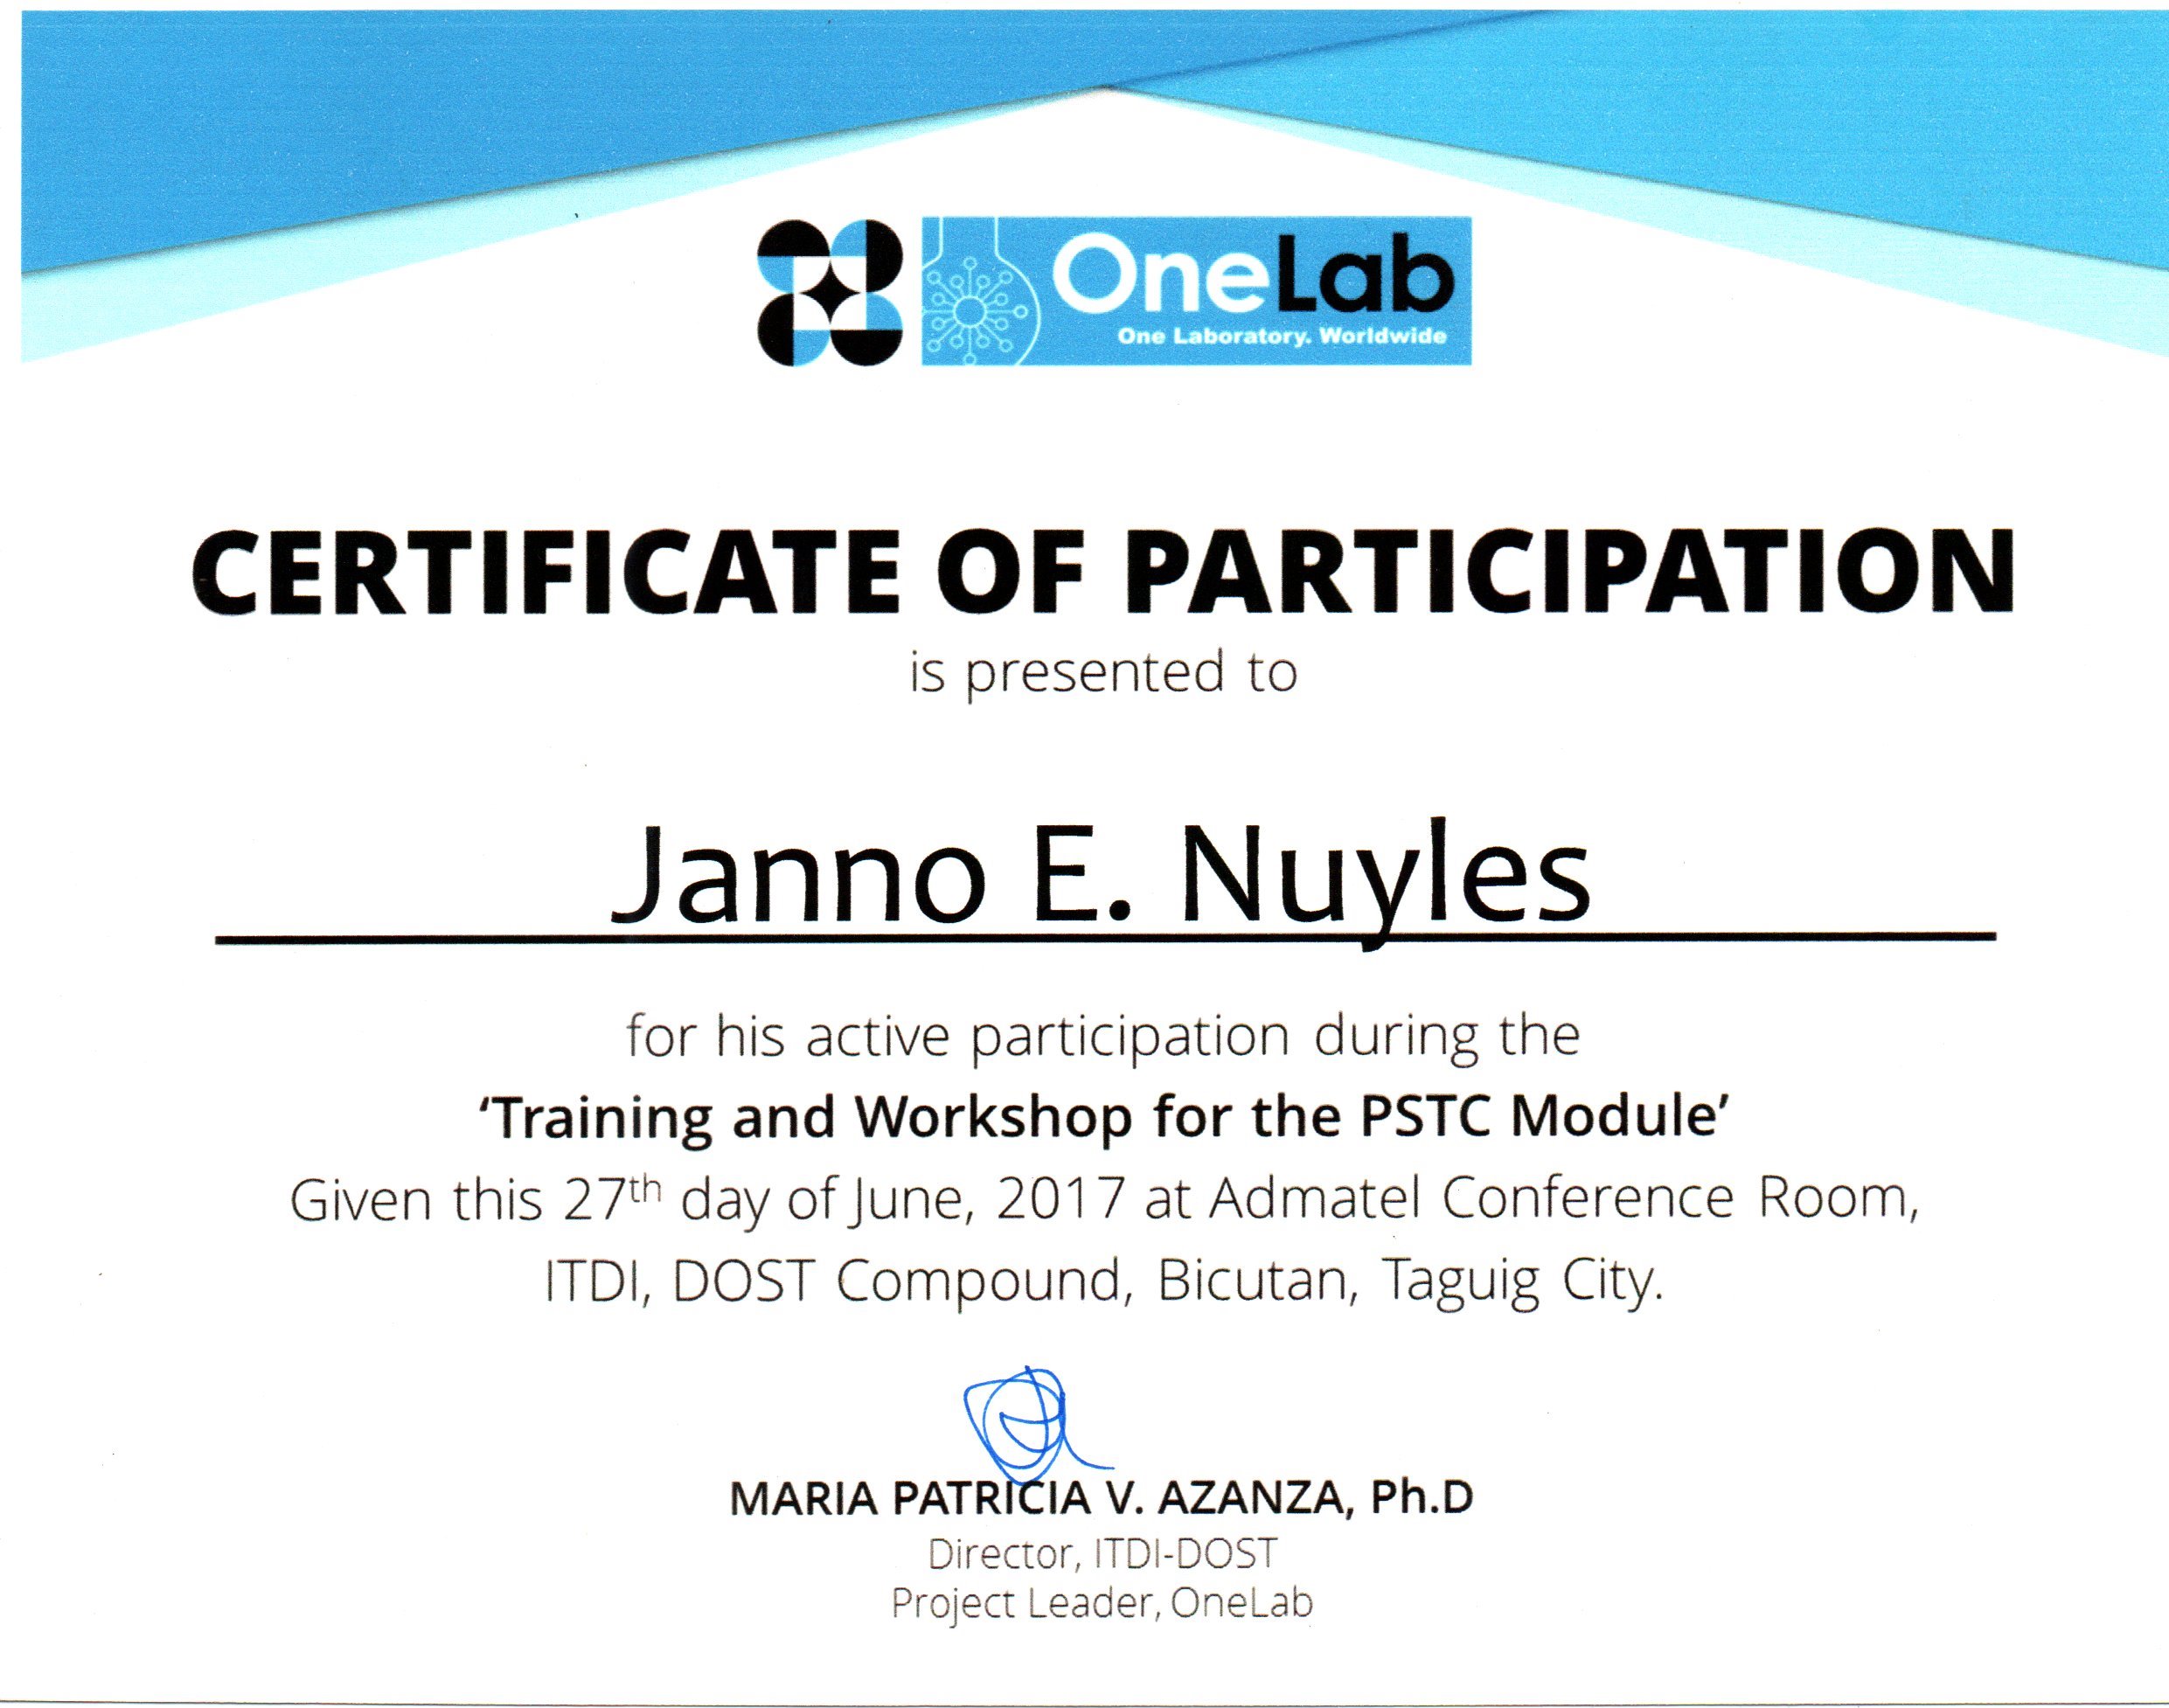 OneLab
One Laboratory. Worldwide
CERTIFICATE OF PARTICIPATION
is presented to
Janno E. Nuyles
for his active participation during the
‘Training and Workshop for the PSTC Module’
Given this 27th day of June, 2017 at Admatel Conference Room,
ITDI, DOST Compound, Bicutan, Taguig City.
MARIA PATRICIA V. AZANZA, Ph.D
Director, ITDI-DOST
Project Leader, OneLab